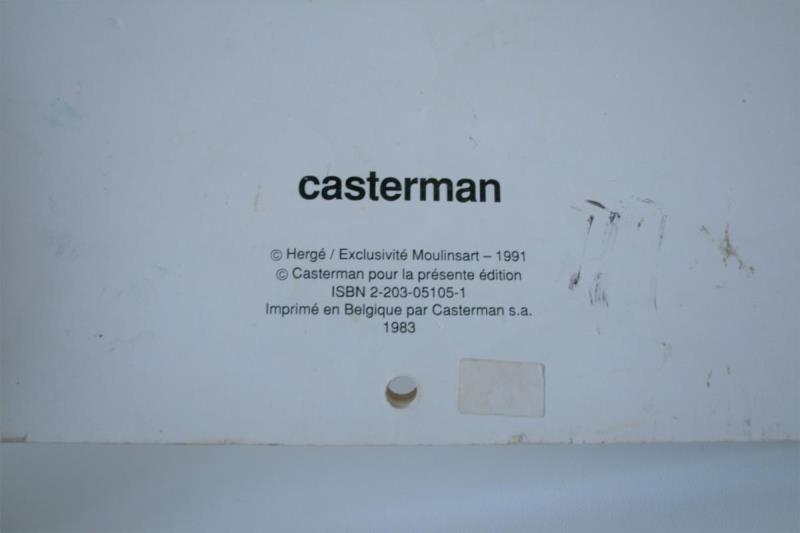 casterman
© Hergé / Exclusivité Moulinsart – 1991
© Casterman pour la présente édition
ISBN 2-203-05105-1
Imprimé en Belgique par Casterman s.a.
1983